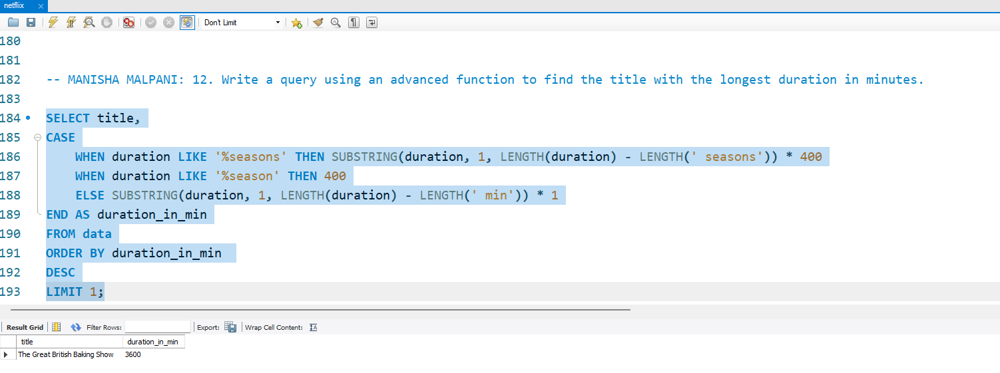 netflix
Don't Limit
180
181
182 -- MANISHA MALPANI: 12. Write a query using an advanced function to find the title with the longest duration in minutes.
183
184 SELECT title,
185 CASE
186 WHEN duration LIKE '%seasons' THEN SUBSTRING(duration, 1, LENGTH(duration) - LENGTH(' seasons')) * 400
187 WHEN duration LIKE '%season' THEN 400
188 ELSE SUBSTRING(duration, 1, LENGTH(duration) - LENGTH(' min')) * 1
189 END AS duration_in_min
190 FROM data
191 ORDER BY duration_in_min
192 DESC
193 LIMIT 1;
Result Grid Filter Rows: Export: Wrap Cell Content:
title duration_in_min
The Great British Baking Show 3600